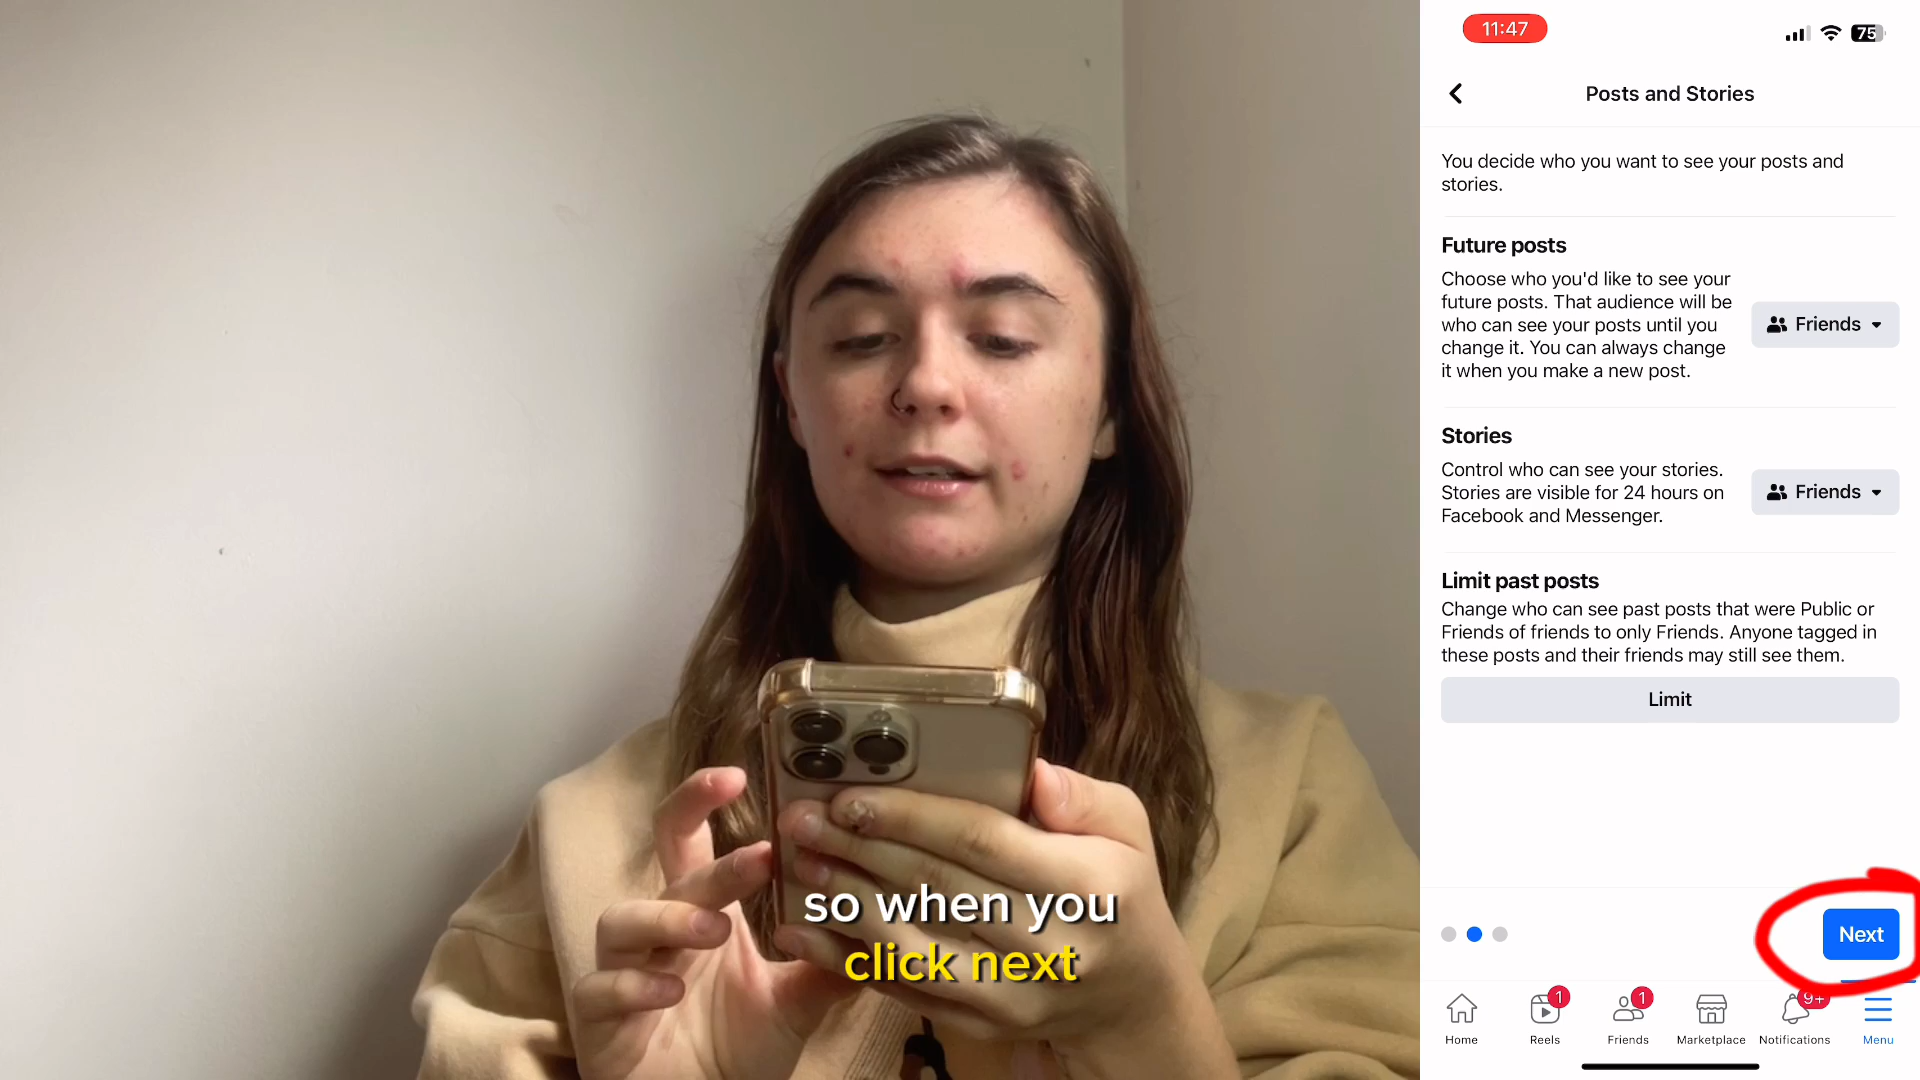 so when you
click next
11:47
75
Posts and Stories
You decide who you want to see your posts and
stories.
Future posts
Choose who you'd like to see your
future posts. That audience will be
who can see your posts until you
change it. You can always change
it when you make a new post.
Friends
Stories
Control who can see your stories.
Stories are visible for 24 hours on
Facebook and Messenger.
Friends
Limit past posts
Change who can see past posts that were Public or
Friends of friends to only Friends. Anyone tagged in
these posts and their friends may still see them.
Limit
Next
1
1
9+
Home
Reels
Friends
Marketplace
Notifications
Menu